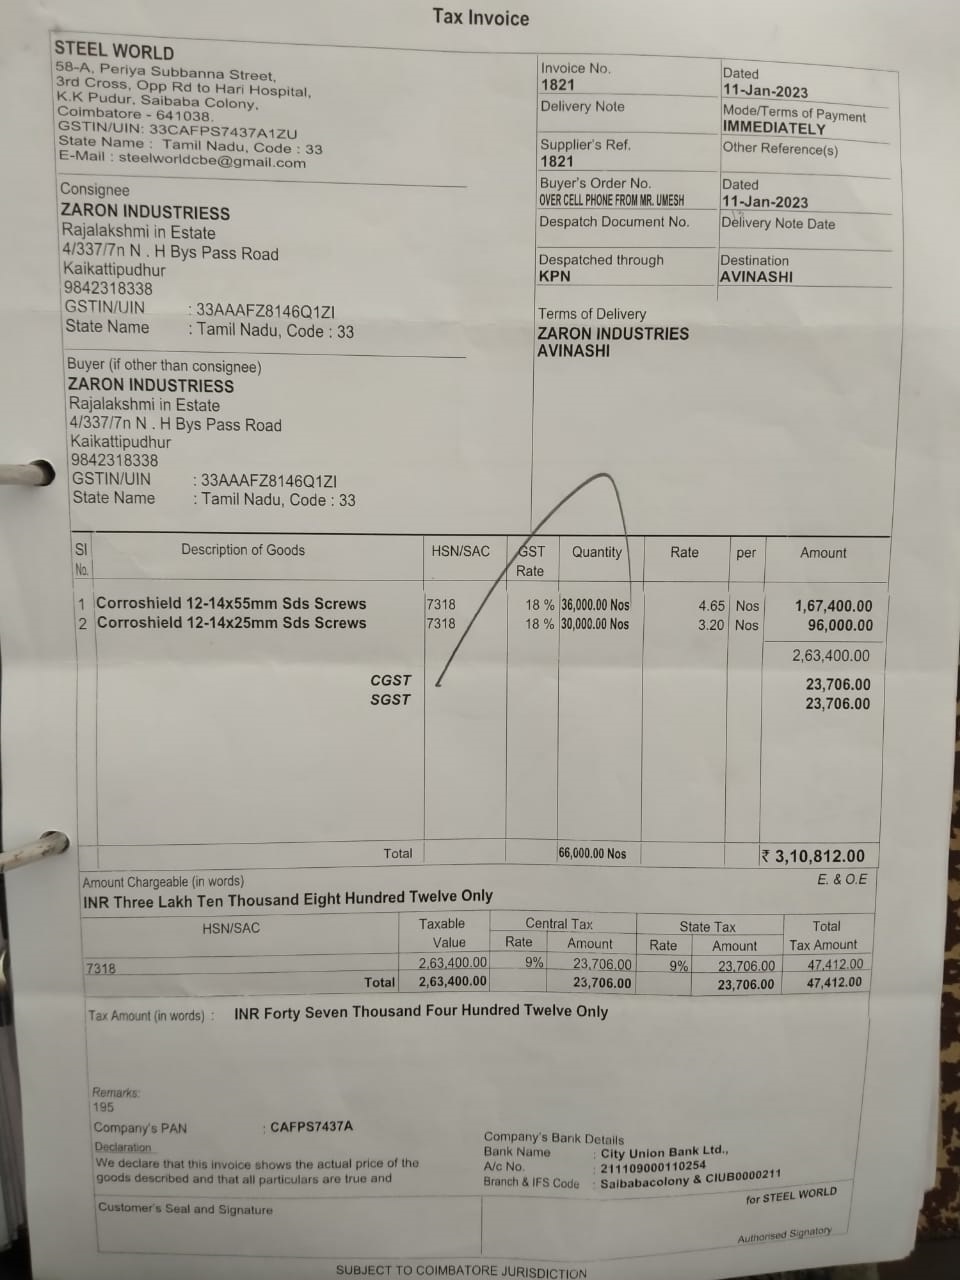 Tax Invoice
STEEL WORLD
58-A, Periya Subbanna Street,
3rd Cross, Opp Rd to Hari Hospital,
K.K Pudur, Saibaba Colony,
Coimbatore - 641038.
GSTIN/UIN: 33CAFPS7437A1ZU
State Name : Tamil Nadu, Code : 33
E-Mail : steelworldcbe@gmail.com
Invoice No.
1821
Dated
11-Jan-2023
Delivery Note
Mode/Terms of Payment
IMMEDIATELY
Supplier's Ref.
1821
Other Reference(s)
Buyer's Order No.
OVER CELL PHONE FROM MR. UMESH
Dated
11-Jan-2023
Despatch Document No.
Delivery Note Date
Despatched through
KPN
Destination
AVINASHI
Terms of Delivery
ZARON INDUSTRIES
AVINASHI
Consignee
ZARON INDUSTRIESS
Rajalakshmi in Estate
4/337/7n N . H Bys Pass Road
Kaikattipudhur
9842318338
GSTIN/UIN : 33AAAFZ8146Q1ZI
State Name : Tamil Nadu, Code : 33
Buyer (if other than consignee)
ZARON INDUSTRIESS
Rajalakshmi in Estate
4/337/7n N . H Bys Pass Road
Kaikattipudhur
9842318338
GSTIN/UIN : 33AAAFZ8146Q1ZI
State Name : Tamil Nadu, Code : 33
Sl No. Description of Goods HSN/SAC GST Rate Quantity Rate per Amount
1 Corroshield 12-14x55mm Sds Screws 7318 18 % 36,000.00 Nos 4.65 Nos 1,67,400.00
2 Corroshield 12-14x25mm Sds Screws 7318 18 % 30,000.00 Nos 3.20 Nos 96,000.00
2,63,400.00
CGST 23,706.00
SGST 23,706.00
Total 66,000.00 Nos ₹ 3,10,812.00
Amount Chargeable (in words) E. & O.E
INR Three Lakh Ten Thousand Eight Hundred Twelve Only
HSN/SAC Taxable Value Central Tax Rate Amount State Tax Rate Amount Total Tax Amount
7318 2,63,400.00 9% 23,706.00 9% 23,706.00 47,412.00
Total 2,63,400.00 23,706.00 23,706.00 47,412.00
Tax Amount (in words) : INR Forty Seven Thousand Four Hundred Twelve Only
Remarks:
195
Company's PAN : CAFPS7437A
Declaration
We declare that this invoice shows the actual price of the
goods described and that all particulars are true and
Company's Bank Details
Bank Name : City Union Bank Ltd.,
A/c No. : 211109000110254
Branch & IFS Code : Saibabacolony & CIUB0000211
Customer's Seal and Signature
for STEEL WORLD
Authorised Signatory
SUBJECT TO COIMBATORE JURISDICTION